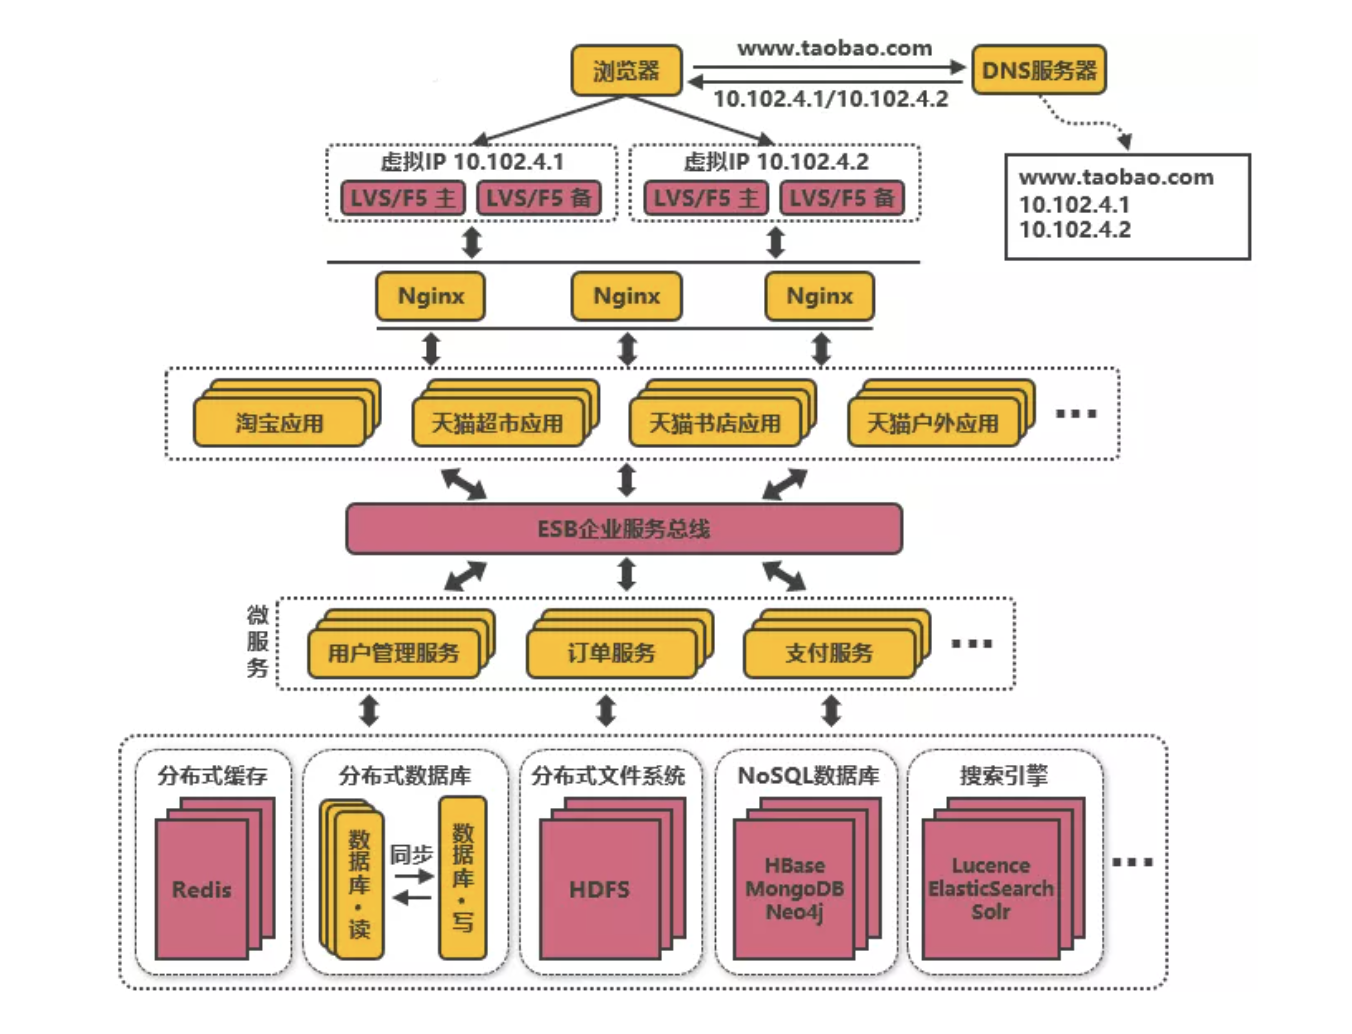 浏览器
www.taobao.com
DNS服务器
10.102.4.1/10.102.4.2
www.taobao.com
10.102.4.1
10.102.4.2
虚拟IP 10.102.4.1
LVS/F5 主
LVS/F5 备
虚拟IP 10.102.4.2
LVS/F5 主
LVS/F5 备
Nginx
Nginx
Nginx
淘宝应用
天猫超市应用
天猫书店应用
天猫户外应用
ESB企业服务总线
微服务
用户管理服务
订单服务
支付服务
分布式缓存
Redis
分布式数据库
数据库·读
同步
数据库·写
分布式文件系统
HDFS
NoSQL数据库
HBase
MongoDB
Neo4j
搜索引擎
Lucence
ElasticSearch
Solr